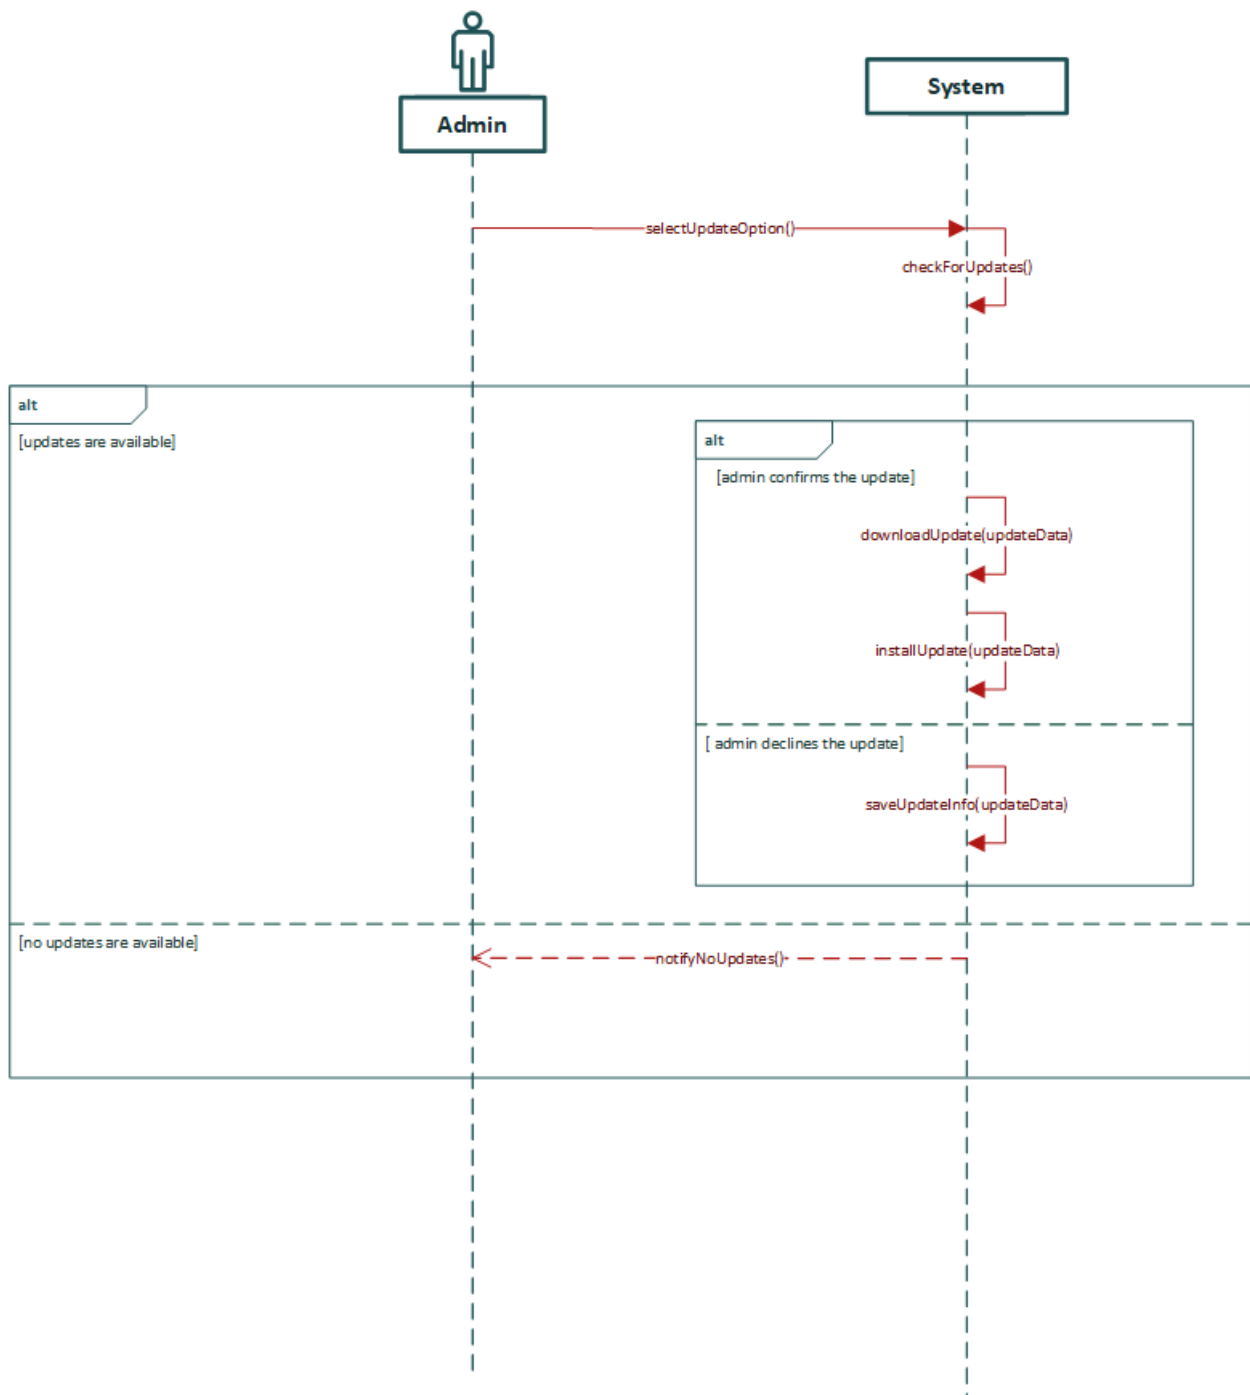 Admin
System
selectUpdateOption()
checkForUpdates()
alt
[updates are available]
alt
[admin confirms the update]
downloadUpdate(updateData)
installUpdate(updateData)
[ admin declines the update]
saveUpdateInfo(updateData)
[no updates are available]
notifyNoUpdates()